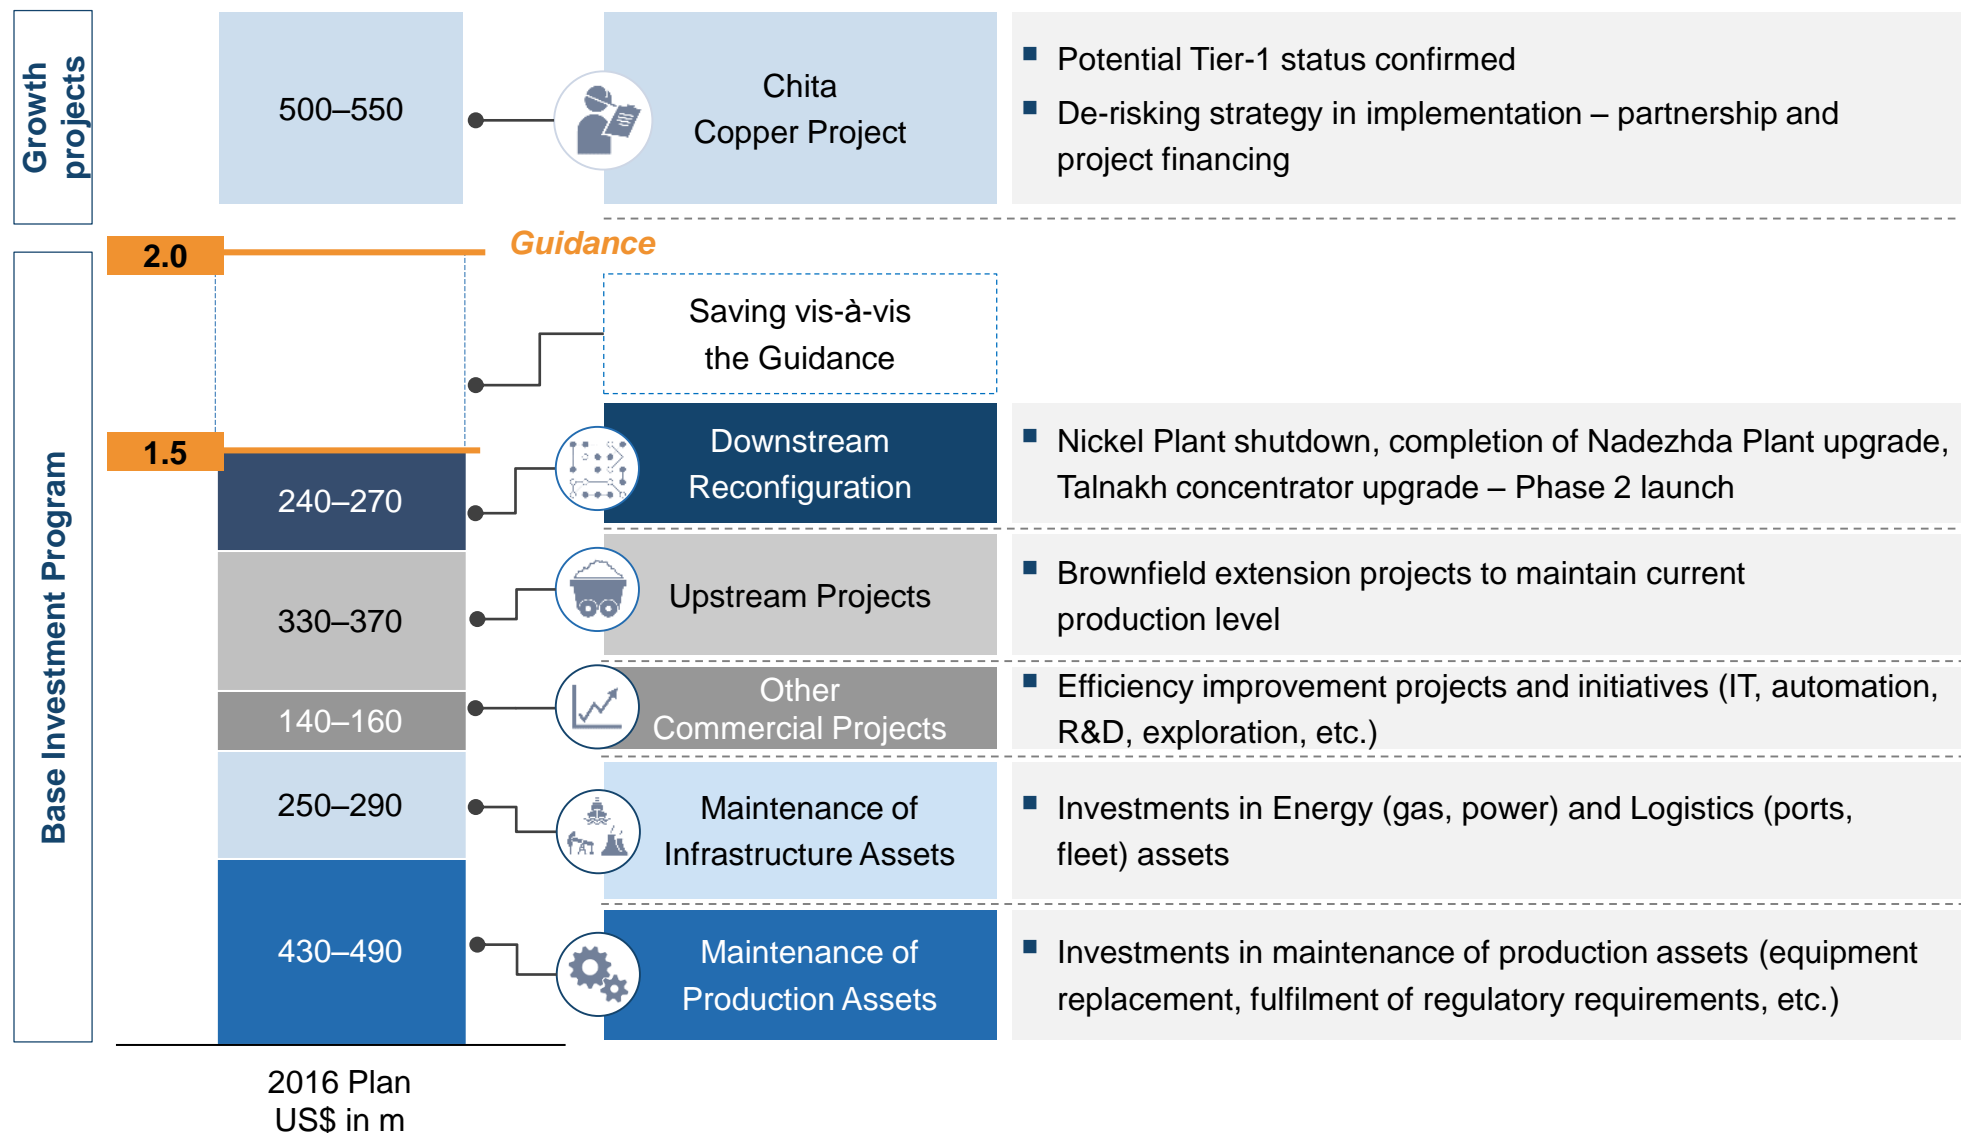 Growth
projects
500–550
Chita
Copper Project
Potential Tier-1 status confirmed
De-risking strategy in implementation – partnership and
project financing
Base Investment Program
2.0
Guidance
Saving vis-à-vis
the Guidance
1.5
240–270
Downstream
Reconfiguration
Nickel Plant shutdown, completion of Nadezhda Plant upgrade,
Talnakh concentrator upgrade – Phase 2 launch
330–370
Upstream Projects
Brownfield extension projects to maintain current
production level
140–160
Other
Commercial Projects
Efficiency improvement projects and initiatives (IT, automation,
R&D, exploration, etc.)
250–290
Maintenance of
Infrastructure Assets
Investments in Energy (gas, power) and Logistics (ports,
fleet) assets
430–490
Maintenance of
Production Assets
Investments in maintenance of production assets (equipment
replacement, fulfilment of regulatory requirements, etc.)
2016 Plan
US$ in m